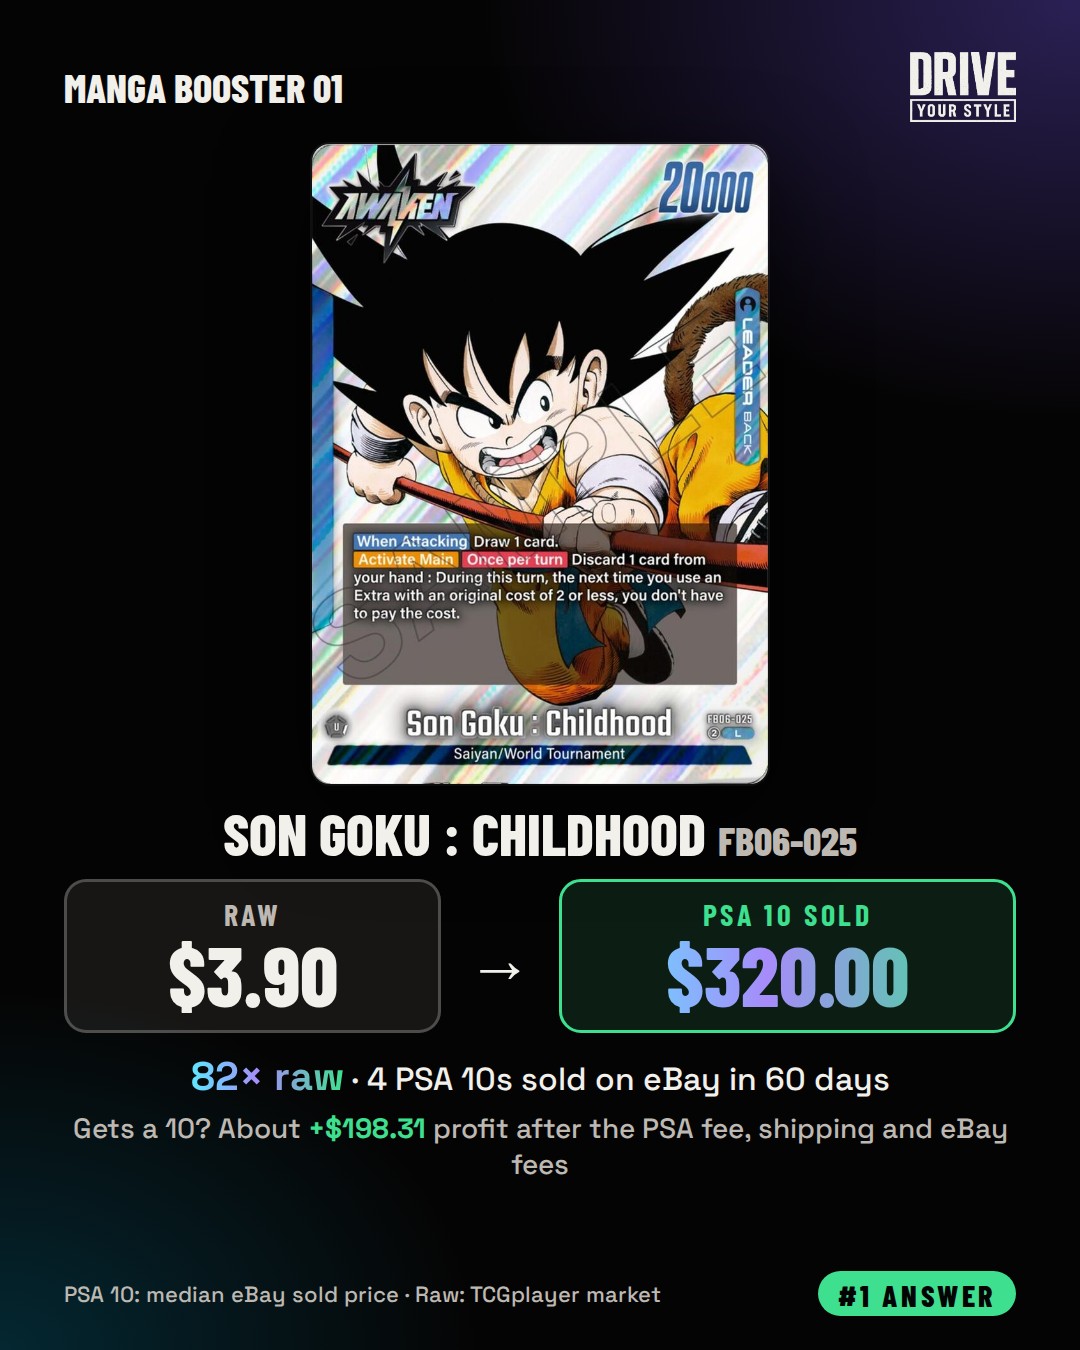 MANGA BOOSTER 01
DRIVE
YOUR STYLE
AWAKEN
20000
LEADER BACK
When Attacking Draw 1 card.
Activate Main Once per turn Discard 1 card from
your hand : During this turn, the next time you use an
Extra with an original cost of 2 or less, you don't have
to pay the cost.
SAMPLE
Son Goku : Childhood
FB06-025
2 L
Saiyan/World Tournament
SON GOKU : CHILDHOOD FB06-025
RAW
$3.90
→
PSA 10 SOLD
$320.00
82× raw · 4 PSA 10s sold on eBay in 60 days
Gets a 10? About +$198.31 profit after the PSA fee, shipping and eBay
fees
PSA 10: median eBay sold price · Raw: TCGplayer market
#1 ANSWER